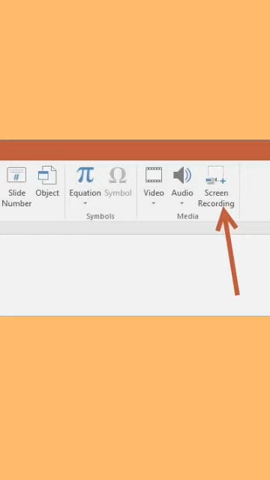 Slide
Number
Object
Equation
Symbol
Video
Audio
Screen
Recording
Symbols
Media